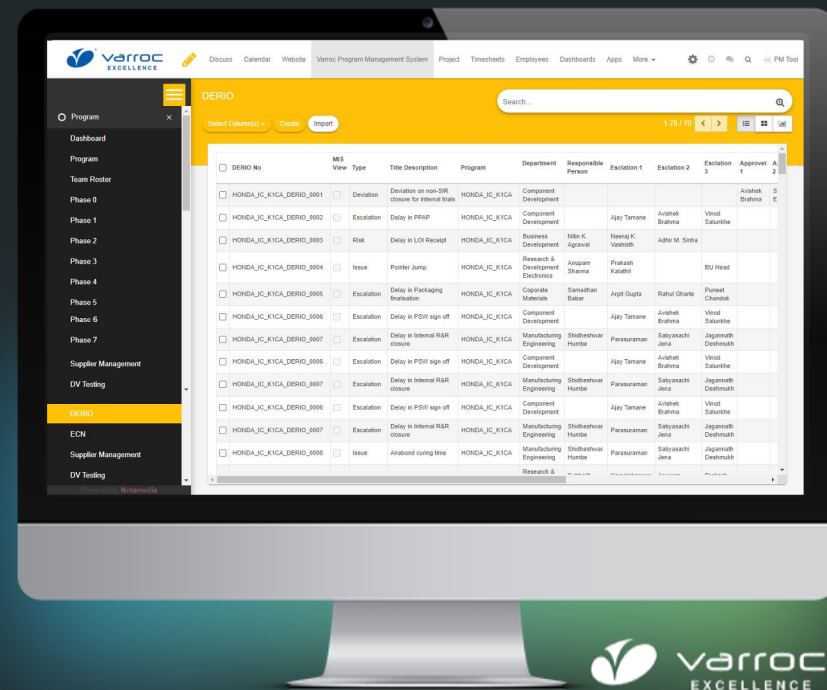 varroc
EXCELLENCE
Discuss Calendar Website Varroc Program Management System Project Timesheets Employees Dashboards Apps More
PM Tool
DERIO
Search...
Select Column(s) Create Import
1-70 / 70
Program ×
Dashboard
Program
Team Roster
Phase 0
Phase 1
Phase 2
Phase 3
Phase 4
Phase 5
Phase 6
Phase 7
Supplier Management
DV Testing
DERIO
ECN
Supplier Management
DV Testing
Powered by Notamedia
DERIO No MIS View Type Title Description Program Department Responsible Person Esclation 1 Esclation 2 Esclation 3 Approver 1
HONDA_IC_K1CA_DERIO_0001 Deviation Deviation on non-SIR closure for internal trials HONDA_IC_K1CA Component Development Avishek Brahma
HONDA_IC_K1CA_DERIO_0002 Escalation Delay in PPAP HONDA_IC_K1CA Component Development Ajay Tamane Avishek Brahma Vinod Salunkhe
HONDA_IC_K1CA_DERIO_0003 Risk Delay in LOI Receipt HONDA_IC_K1CA Business Development Nitin K. Agrawal Neeraj K. Vashisth Adhir M. Sinha
HONDA_IC_K1CA_DERIO_0004 Issue Pointer Jump HONDA_IC_K1CA Research & Development Electronics Anupam Sharma Prakash Kalathil BU Head
HONDA_IC_K1CA_DERIO_0005 Escalation Delay in Packaging finalisation HONDA_IC_K1CA Coporate Materials Samadhan Babar Arpit Gupta Rahul Gharte Puneet Chandok
HONDA_IC_K1CA_DERIO_0006 Escalation Delay in PSW sign off HONDA_IC_K1CA Component Development Ajay Tamane Avishek Brahma Vinod Salunkhe
HONDA_IC_K1CA_DERIO_0007 Escalation Delay in Internal R&R closure HONDA_IC_K1CA Manufacturing Engineering Shidheshwar Humbe Parasuraman Sabyasachi Jena Jagannath Deshmukh
HONDA_IC_K1CA_DERIO_0006 Escalation Delay in PSW sign off HONDA_IC_K1CA Component Development Ajay Tamane Avishek Brahma Vinod Salunkhe
HONDA_IC_K1CA_DERIO_0007 Escalation Delay in Internal R&R closure HONDA_IC_K1CA Manufacturing Engineering Shidheshwar Humbe Parasuraman Sabyasachi Jena Jagannath Deshmukh
HONDA_IC_K1CA_DERIO_0006 Escalation Delay in PSW sign off HONDA_IC_K1CA Component Development Ajay Tamane Avishek Brahma Vinod Salunkhe
HONDA_IC_K1CA_DERIO_0007 Escalation Delay in Internal R&R closure HONDA_IC_K1CA Manufacturing Engineering Shidheshwar Humbe Parasuraman Sabyasachi Jena Jagannath Deshmukh
HONDA_IC_K1CA_DERIO_0008 Issue Anabond curing time HONDA_IC_K1CA Manufacturing Engineering Shidheshwar Humbe Parasuraman Sabyasachi Jena Jagannath Deshmukh
Research &
varroc
EXCELLENCE